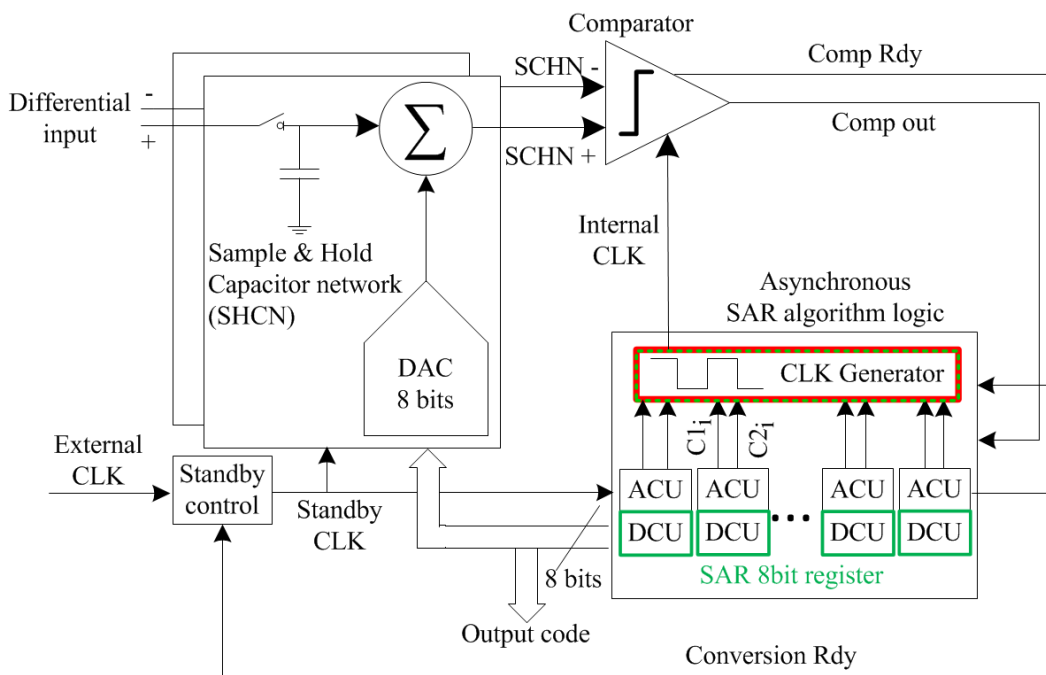 Comparator
Comp Rdy
SCHN -
Differential
input
-
+
Comp out
SCHN +
Σ
Internal
CLK
Sample & Hold
Capacitor network
(SHCN)
Asynchronous
SAR algorithm logic
DAC
8 bits
CLK Generator
C1i
C2i
External
CLK
Standby
control
Standby
CLK
ACU
ACU
ACU
ACU
DCU
DCU
...
DCU
DCU
8 bits
SAR 8bit register
Output code
Conversion Rdy